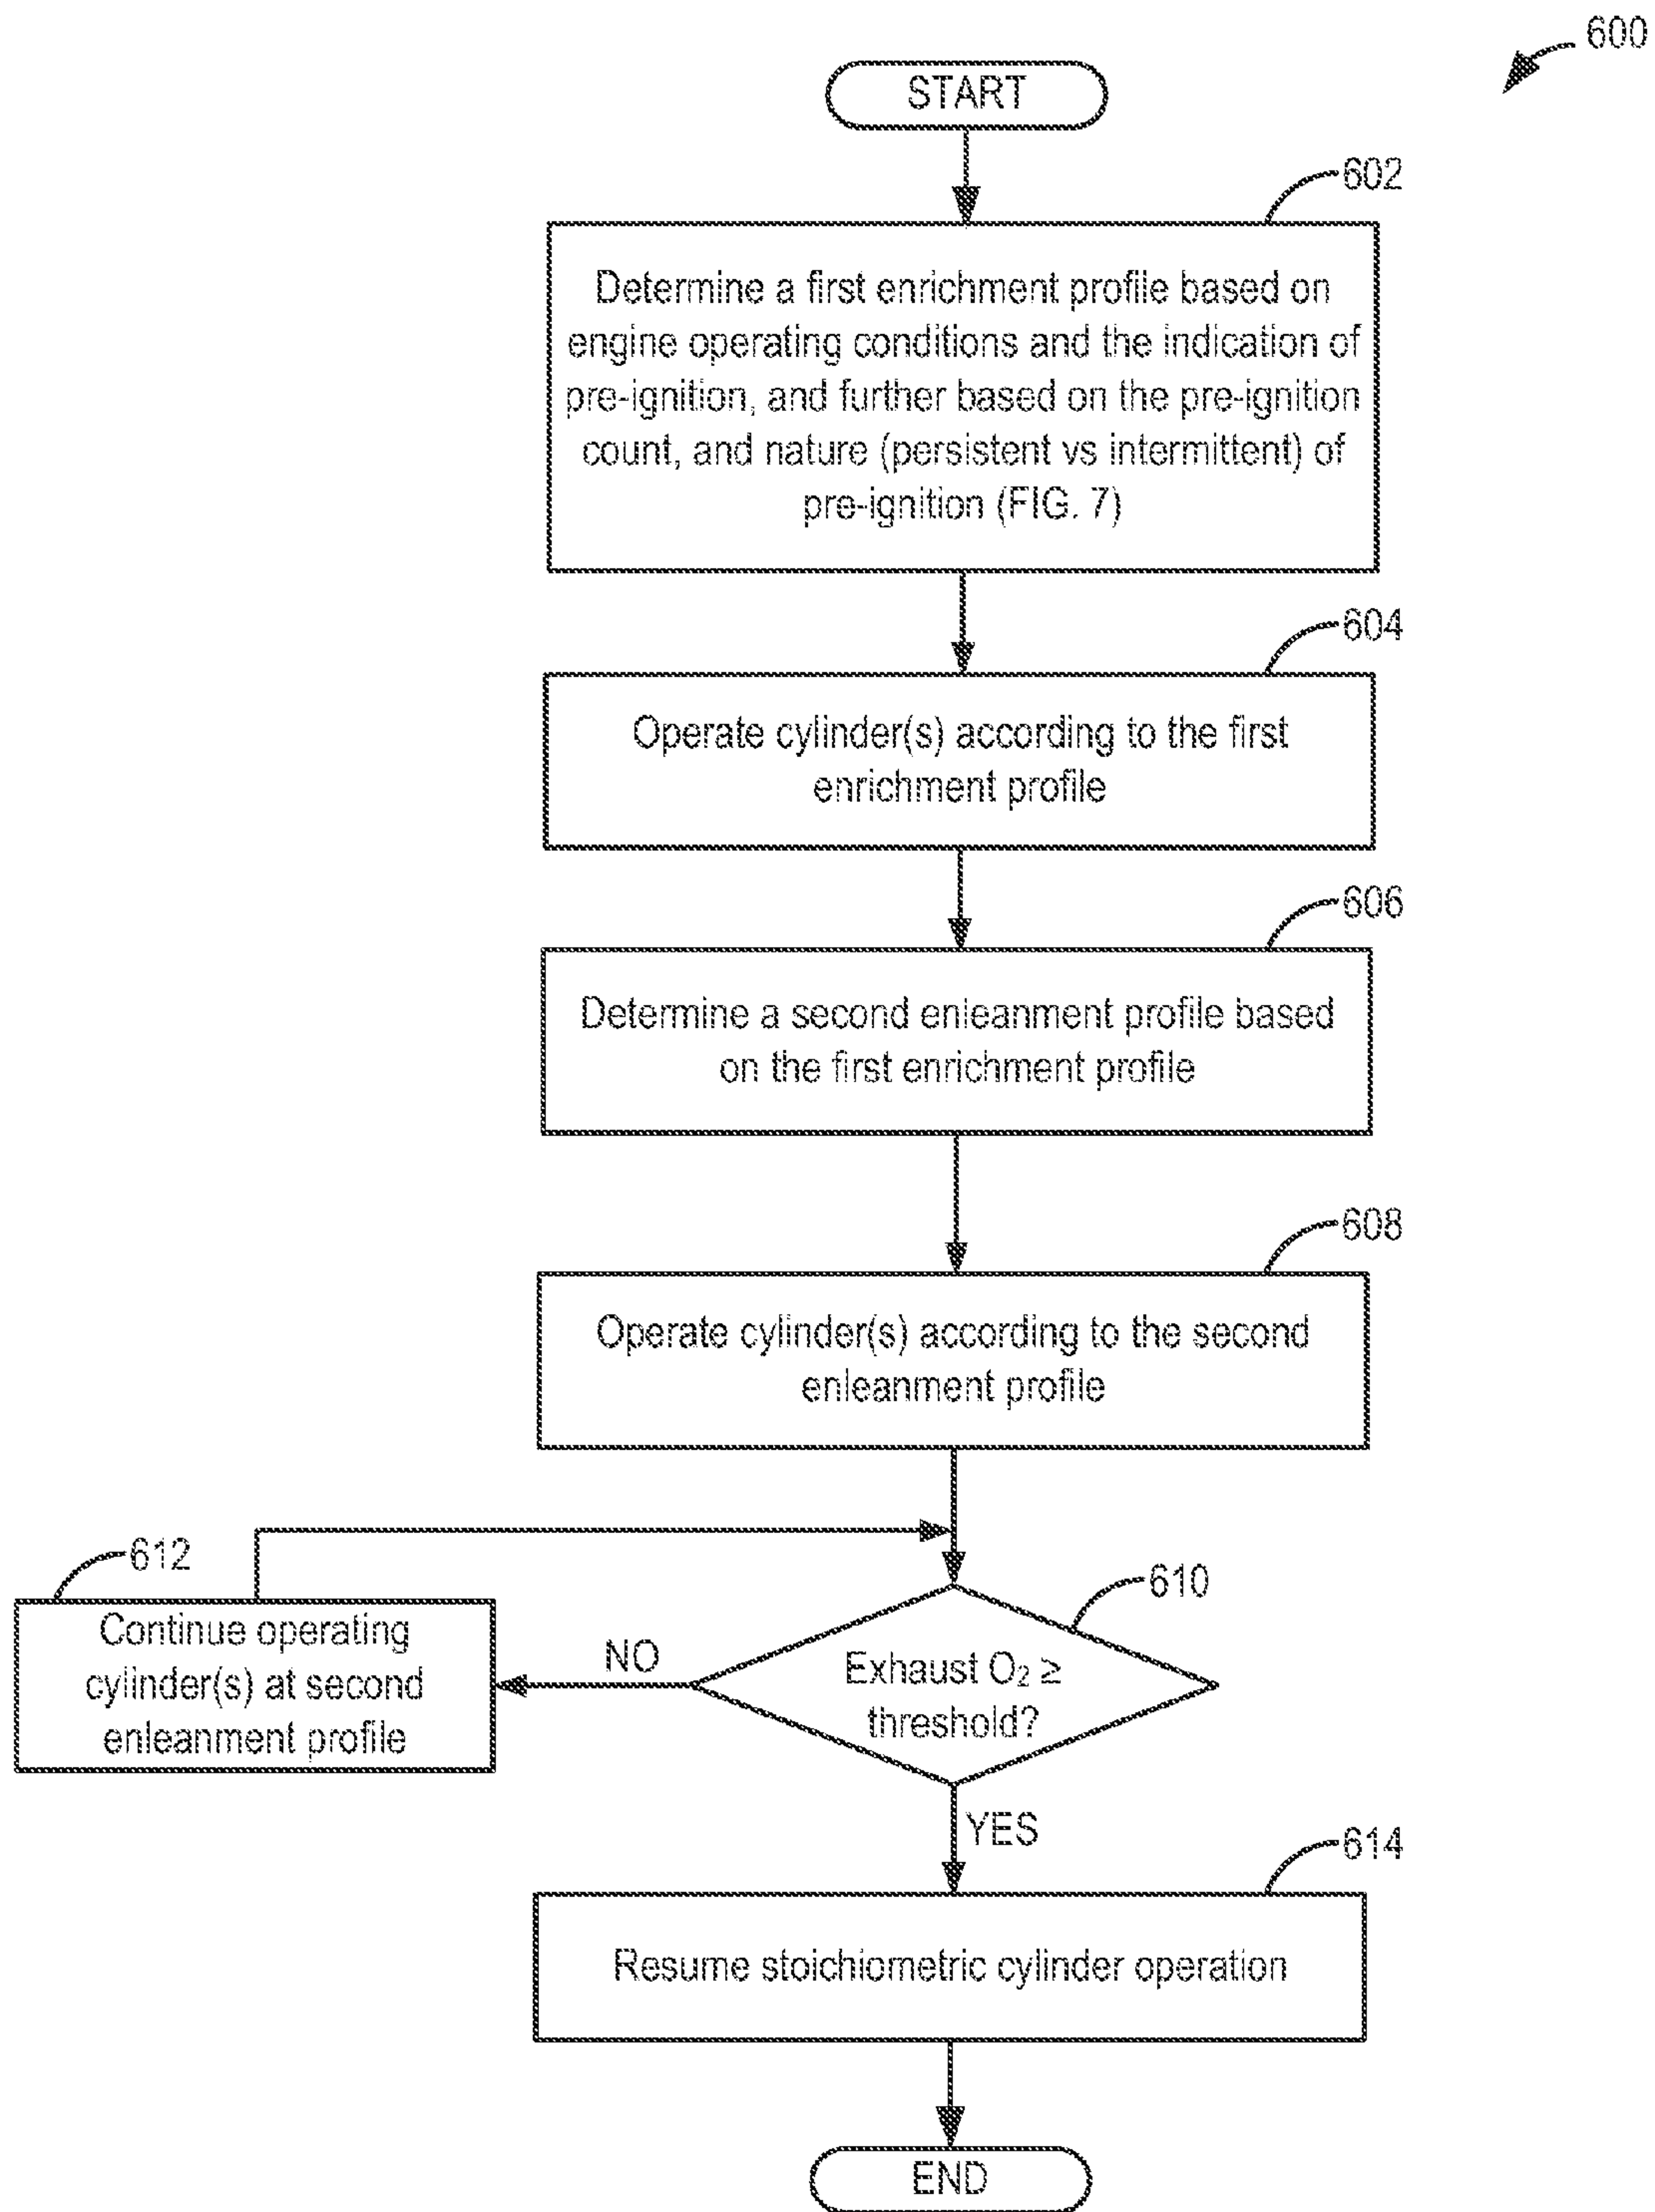 600
START
602
Determine a first enrichment profile based on
engine operating conditions and the indication of
pre-ignition, and further based on the pre-ignition
count, and nature (persistent vs intermittent) of
pre-ignition (FIG. 7)
604
Operate cylinder(s) according to the first
enrichment profile
606
Determine a second enleanment profile based
on the first enrichment profile
608
Operate cylinder(s) according to the second
enleanment profile
612
Continue operating
cylinder(s) at second
enleanment profile
NO
610
Exhaust O₂ ≥
threshold?
YES
614
Resume stoichiometric cylinder operation
END